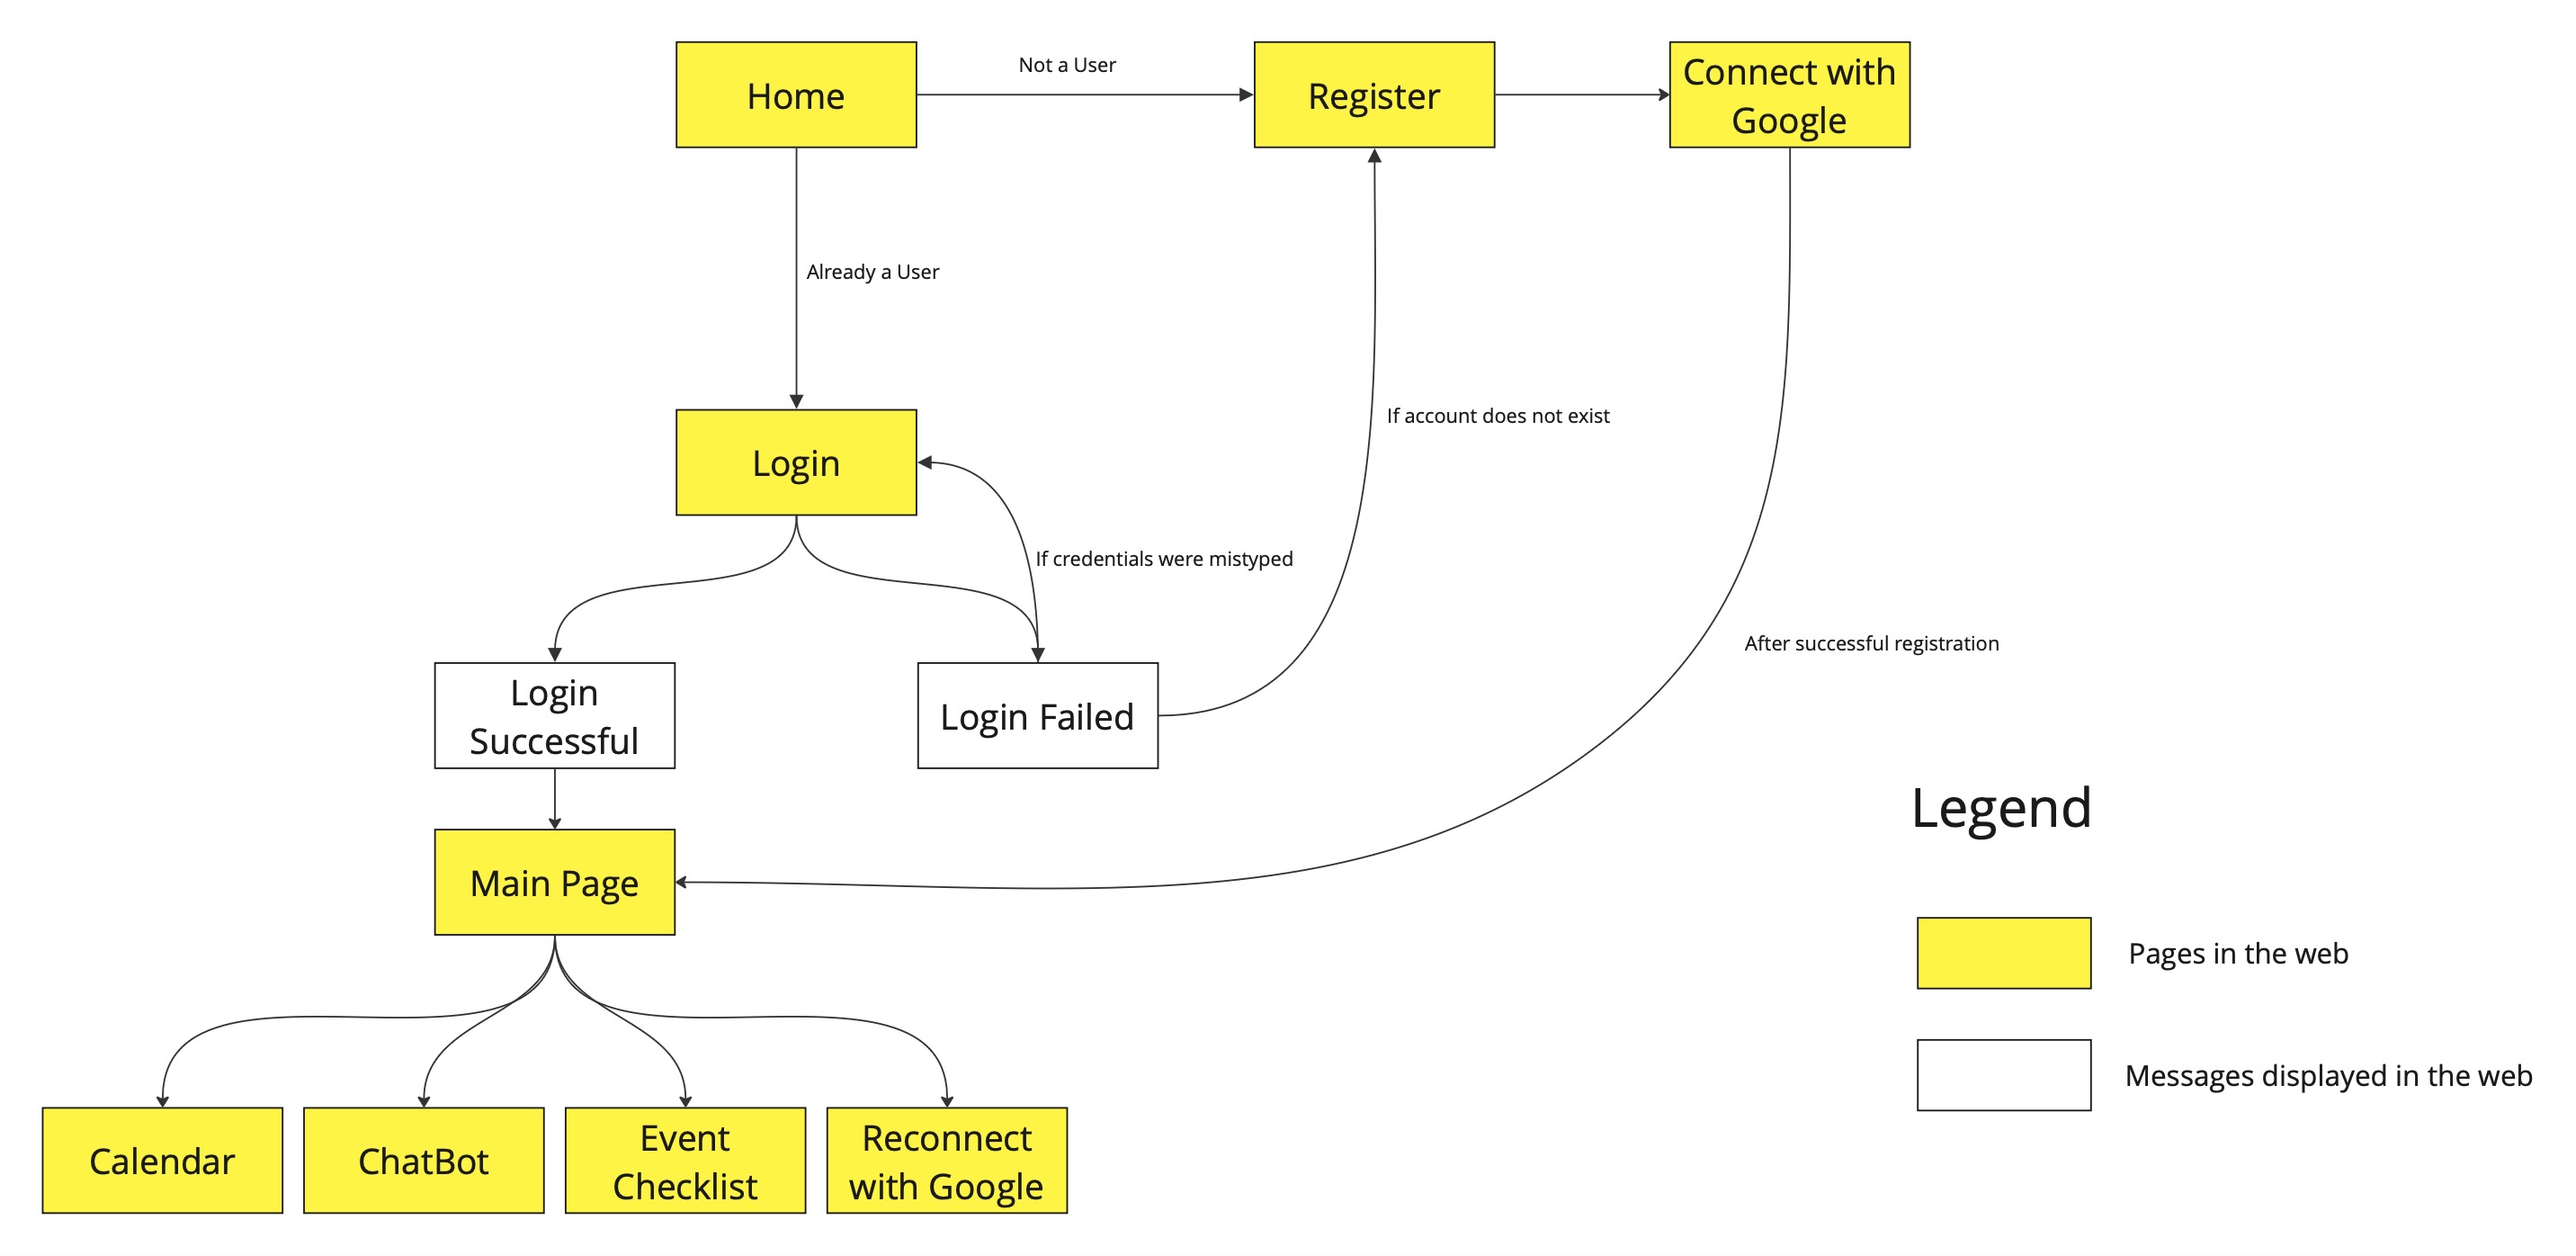 Home
Not a User
Register
Connect with
Google
Already a User
If account does not exist
Login
If credentials were mistyped
After successful registration
Login
Successful
Login Failed
Main Page
Calendar
ChatBot
Event
Checklist
Reconnect
with Google
Legend
Pages in the web
Messages displayed in the web